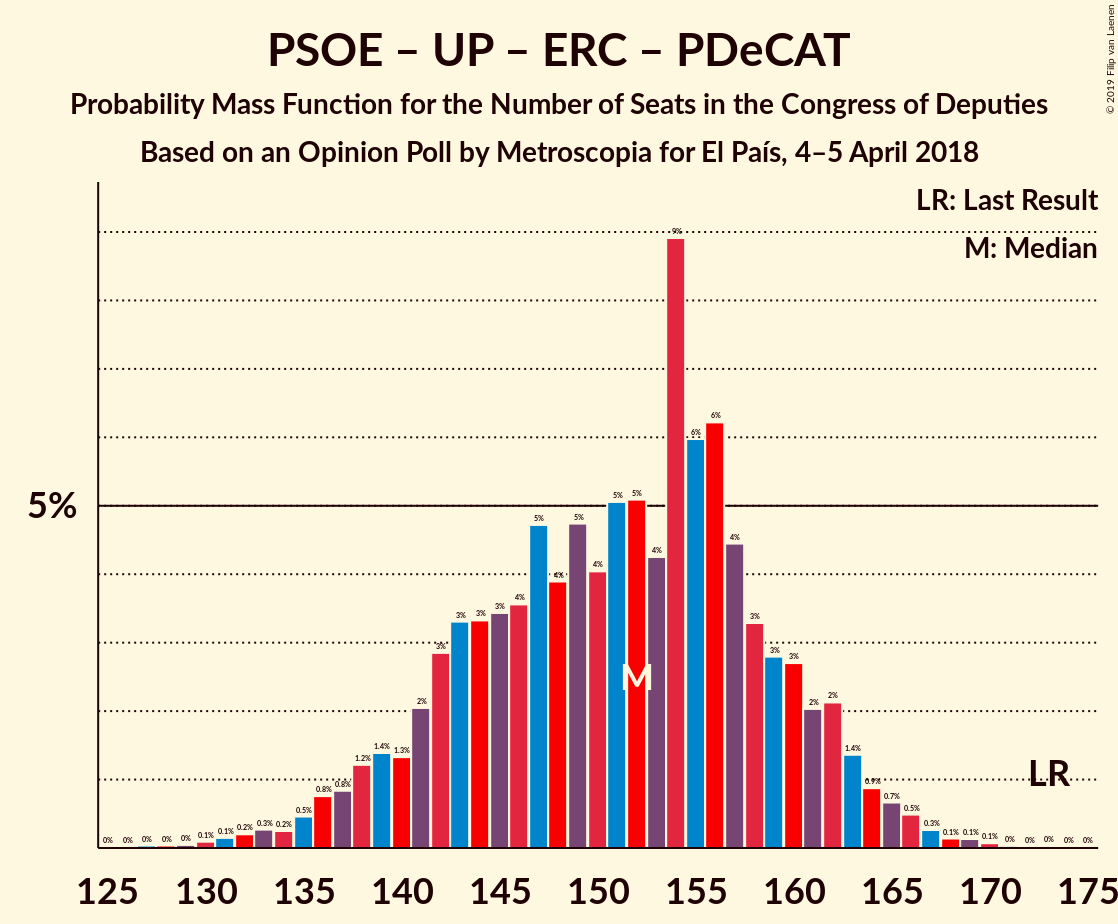 PSOE – UP – ERC – PDeCAT
Probability Mass Function for the Number of Seats in the Congress of Deputies
Based on an Opinion Poll by Metroscopia for El País, 4–5 April 2018
© 2019 Filip van Laenen
LR: Last Result
M: Median
5%
0% 0% 0% 0% 0% 0.1% 0.1% 0.2% 0.3% 0.2% 0.5% 0.8% 0.8% 1.2% 1.4% 1.3% 2% 3% 3% 3% 3% 4% 5% 4% 5% 4% 5% 5% 4% 9% 6% 6% 4% 3% 3% 3% 2% 2% 1.4% 0.9% 0.7% 0.5% 0.3% 0.1% 0.1% 0.1% 0% 0% 0% 0% 0%
M
LR
125 130 135 140 145 150 155 160 165 170 175